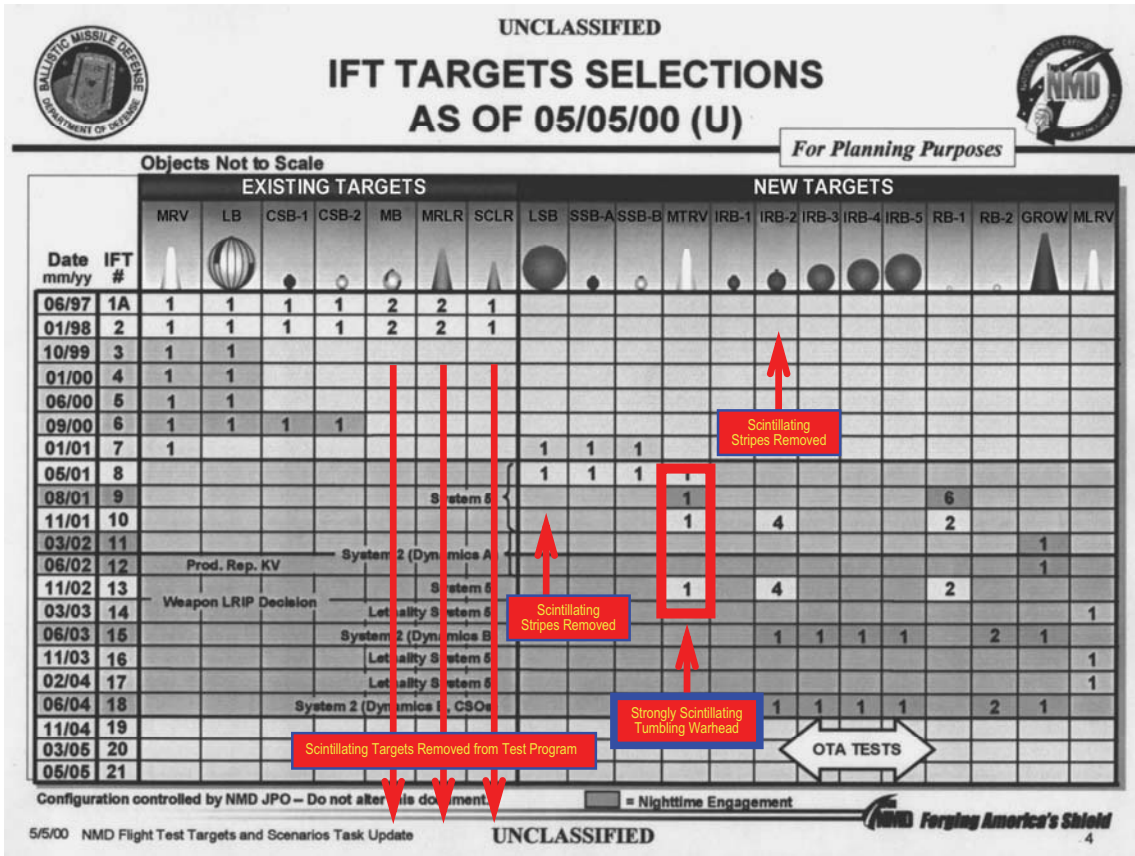 UNCLASSIFIED
BALLISTIC MISSILE DEFENSE
DEPARTMENT OF DEFENSE
IFT TARGETS SELECTIONS
AS OF 05/05/00 (U)
NMD
For Planning Purposes
Objects Not to Scale
EXISTING TARGETS NEW TARGETS
Date mm/yy IFT # MRV LB CSB-1 CSB-2 MB MRLR SCLR LSB SSB-A SSB-B MTRV IRB-1 IRB-2 IRB-3 IRB-4 IRB-5 RB-1 RB-2 GROW MLRV
06/97 1A 1 1 1 1 2 2 1
01/98 2 1 1 1 1 2 2 1
10/99 3 1 1
01/00 4 1 1
06/00 5 1 1
09/00 6 1 1 1 1
Scintillating
Stripes Removed
01/01 7 1 1 1 1
05/01 8 1 1 1 1
08/01 9 System 5 1 6
11/01 10 1 4 2
03/02 11 1
System 2 (Dynamics A)
06/02 12 Prod. Rep. KV 1
11/02 13 System 5 1 4 2
Weapon LRIP Decision
03/03 14 Lethality System 5 1
Scintillating
Stripes Removed
06/03 15 System 2 (Dynamics B) 1 1 1 1 2 1
11/03 16 Lethality System 5 1
02/04 17 Lethality System 5 1
06/04 18 System 2 (Dynamics B, CSOs) 1 1 1 1 2 1
Strongly Scintillating
Tumbling Warhead
11/04 19
03/05 20 Scintillating Targets Removed from Test Program OTA TESTS
05/05 21
Configuration controlled by NMD JPO – Do not alter this document. = Nighttime Engagement
NMD Forging America's Shield
5/5/00 NMD Flight Test Targets and Scenarios Task Update UNCLASSIFIED 4